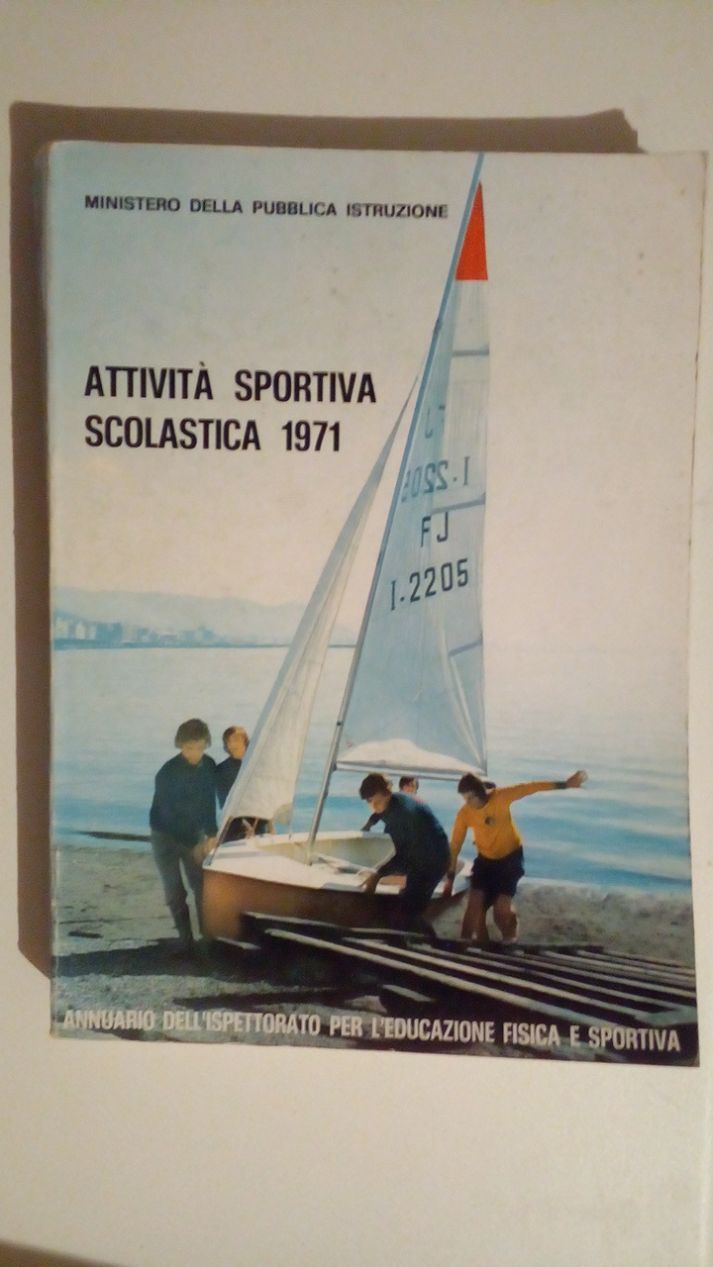 MINISTERO DELLA PUBBLICA ISTRUZIONE
ATTIVITÀ SPORTIVA
SCOLASTICA 1971
I-2205
FJ
I-2205
ANNUARIO DELL'ISPETTORATO PER L'EDUCAZIONE FISICA E SPORTIVA